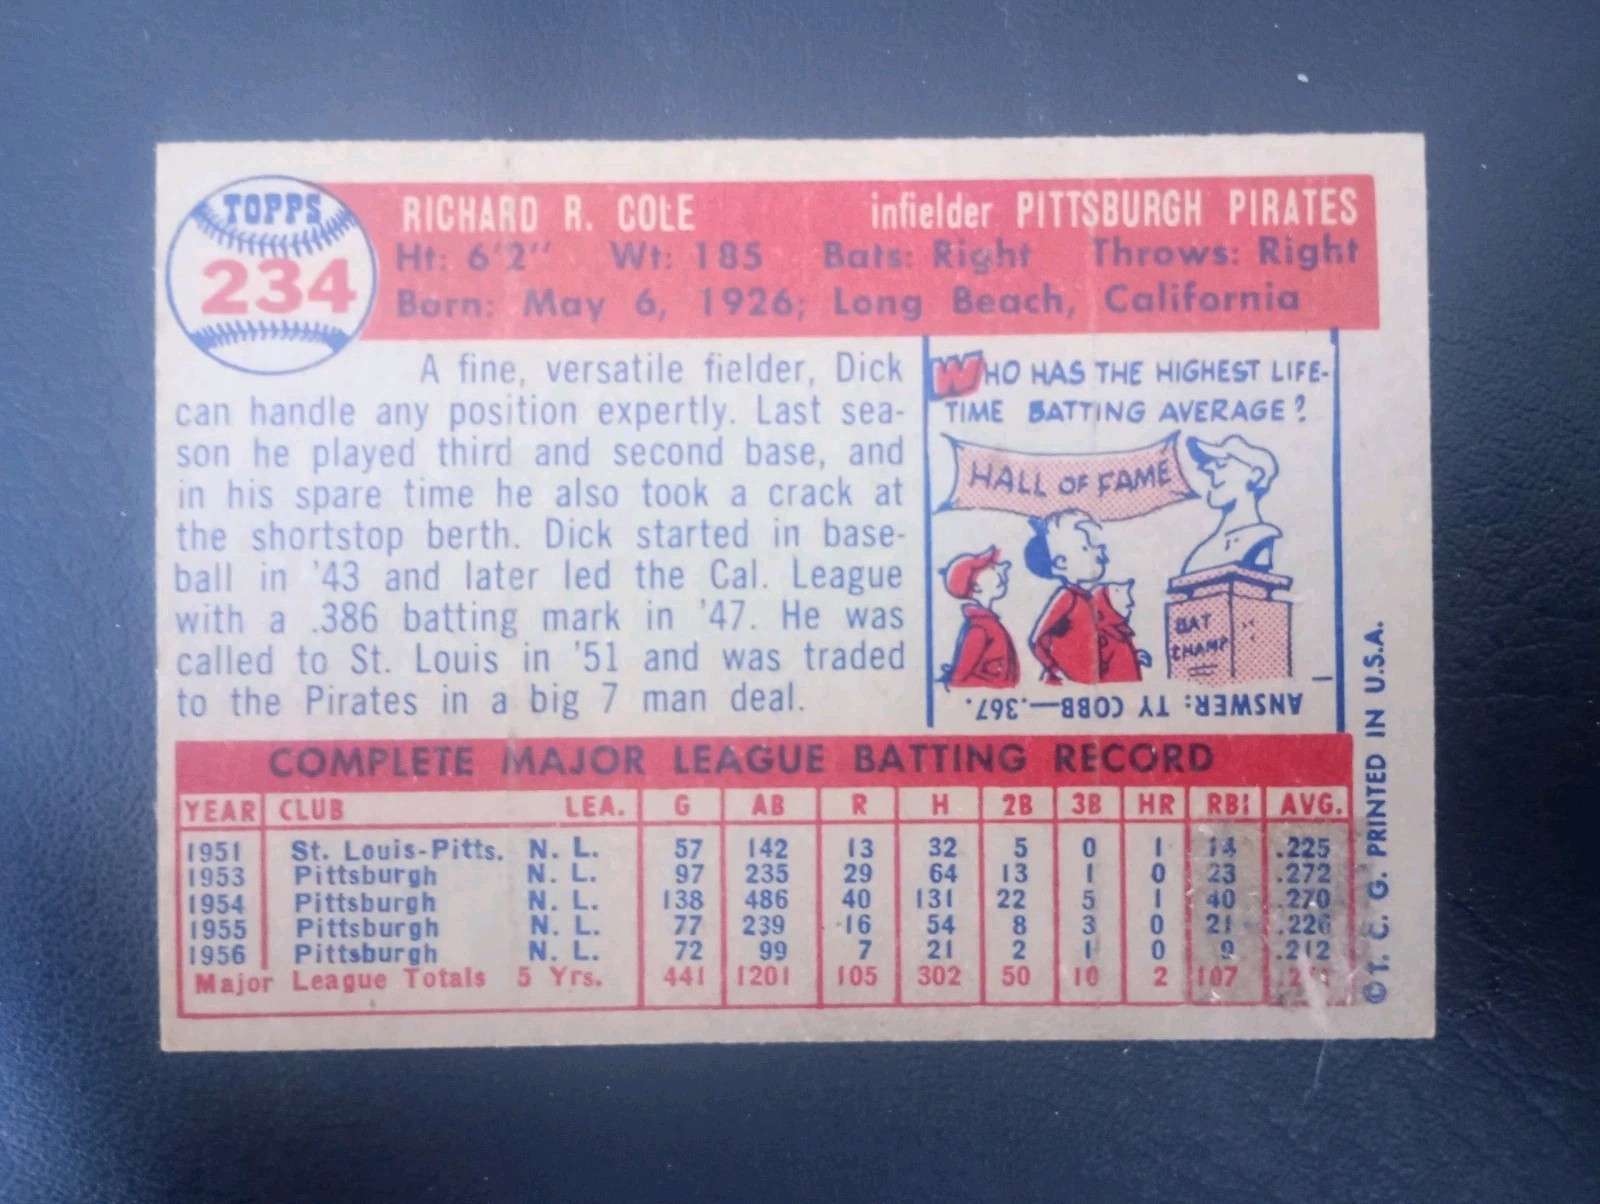 TOPPS
234
RICHARD R. COLE infielder PITTSBURGH PIRATES
Ht: 6'2" Wt: 185 Bats: Right Throws: Right
Born: May 6, 1926; Long Beach, California
A fine, versatile fielder, Dick
can handle any position expertly. Last sea-
son he played third and second base, and
in his spare time he also took a crack at
the shortstop berth. Dick started in base-
ball in '43 and later led the Cal. League
with a .386 batting mark in '47. He was
called to St. Louis in '51 and was traded
to the Pirates in a big 7 man deal.
WHO HAS THE HIGHEST LIFE-
TIME BATTING AVERAGE?
HALL OF FAME
BAT
CHAMP
ANSWER: TY COBB—.367.
COMPLETE MAJOR LEAGUE BATTING RECORD
YEAR CLUB LEA. G AB R H 2B 3B HR RBI AVG.
1951 St. Louis-Pitts. N. L. 57 142 13 32 5 0 1 14 .225
1953 Pittsburgh N. L. 97 235 29 64 13 1 0 23 .272
1954 Pittsburgh N. L. 138 486 40 131 22 5 1 40 .270
1955 Pittsburgh N. L. 77 239 16 54 8 3 0 21 .226
1956 Pittsburgh N. L. 72 99 7 21 2 1 0 9 .212
Major League Totals 5 Yrs. 441 1201 105 302 50 10 2 107
© T. C. G. PRINTED IN U.S.A.